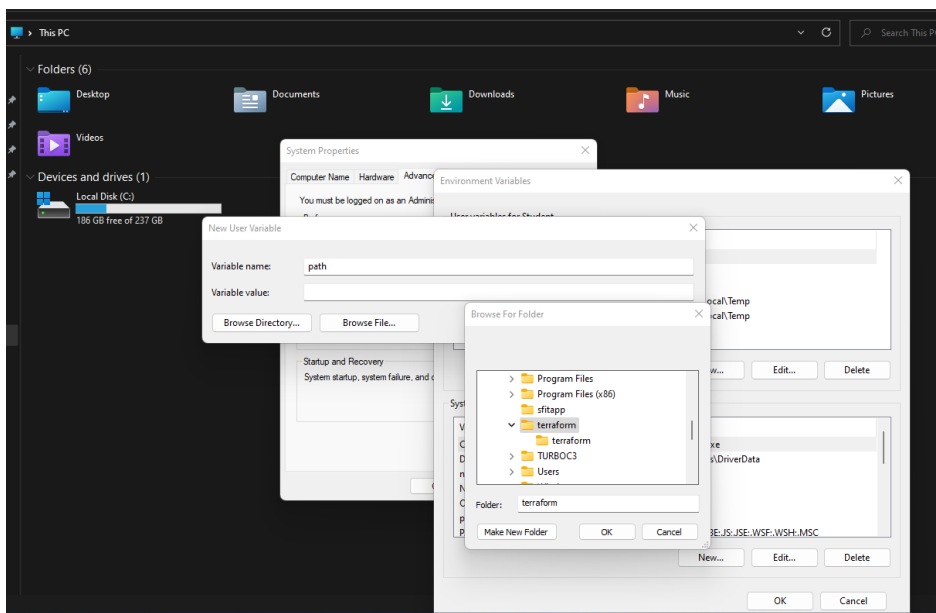 This PC
Search This P
Folders (6)
Desktop
Documents
Downloads
Music
Pictures
Videos
Devices and drives (1)
Local Disk (C:)
186 GB free of 237 GB
System Properties
Computer Name Hardware Advanc
You must be logged on as an Adminis
Startup and Recovery
System startup, system failure, and
Environment Variables
User variables for Student
ocal\Temp
cal\Temp
Edit...
Delete
Sys
xe
s\DriverData
BE;.JS;.JSE;.WSF;.WSH;.MSC
New...
Edit...
Delete
OK
Cancel
New User Variable
Variable name:
path
Variable value:
Browse Directory...
Browse File...
Browse For Folder
Program Files
Program Files (x86)
sfitapp
terraform
terraform
TURBOC3
Users
Folder:
terraform
Make New Folder
OK
Cancel